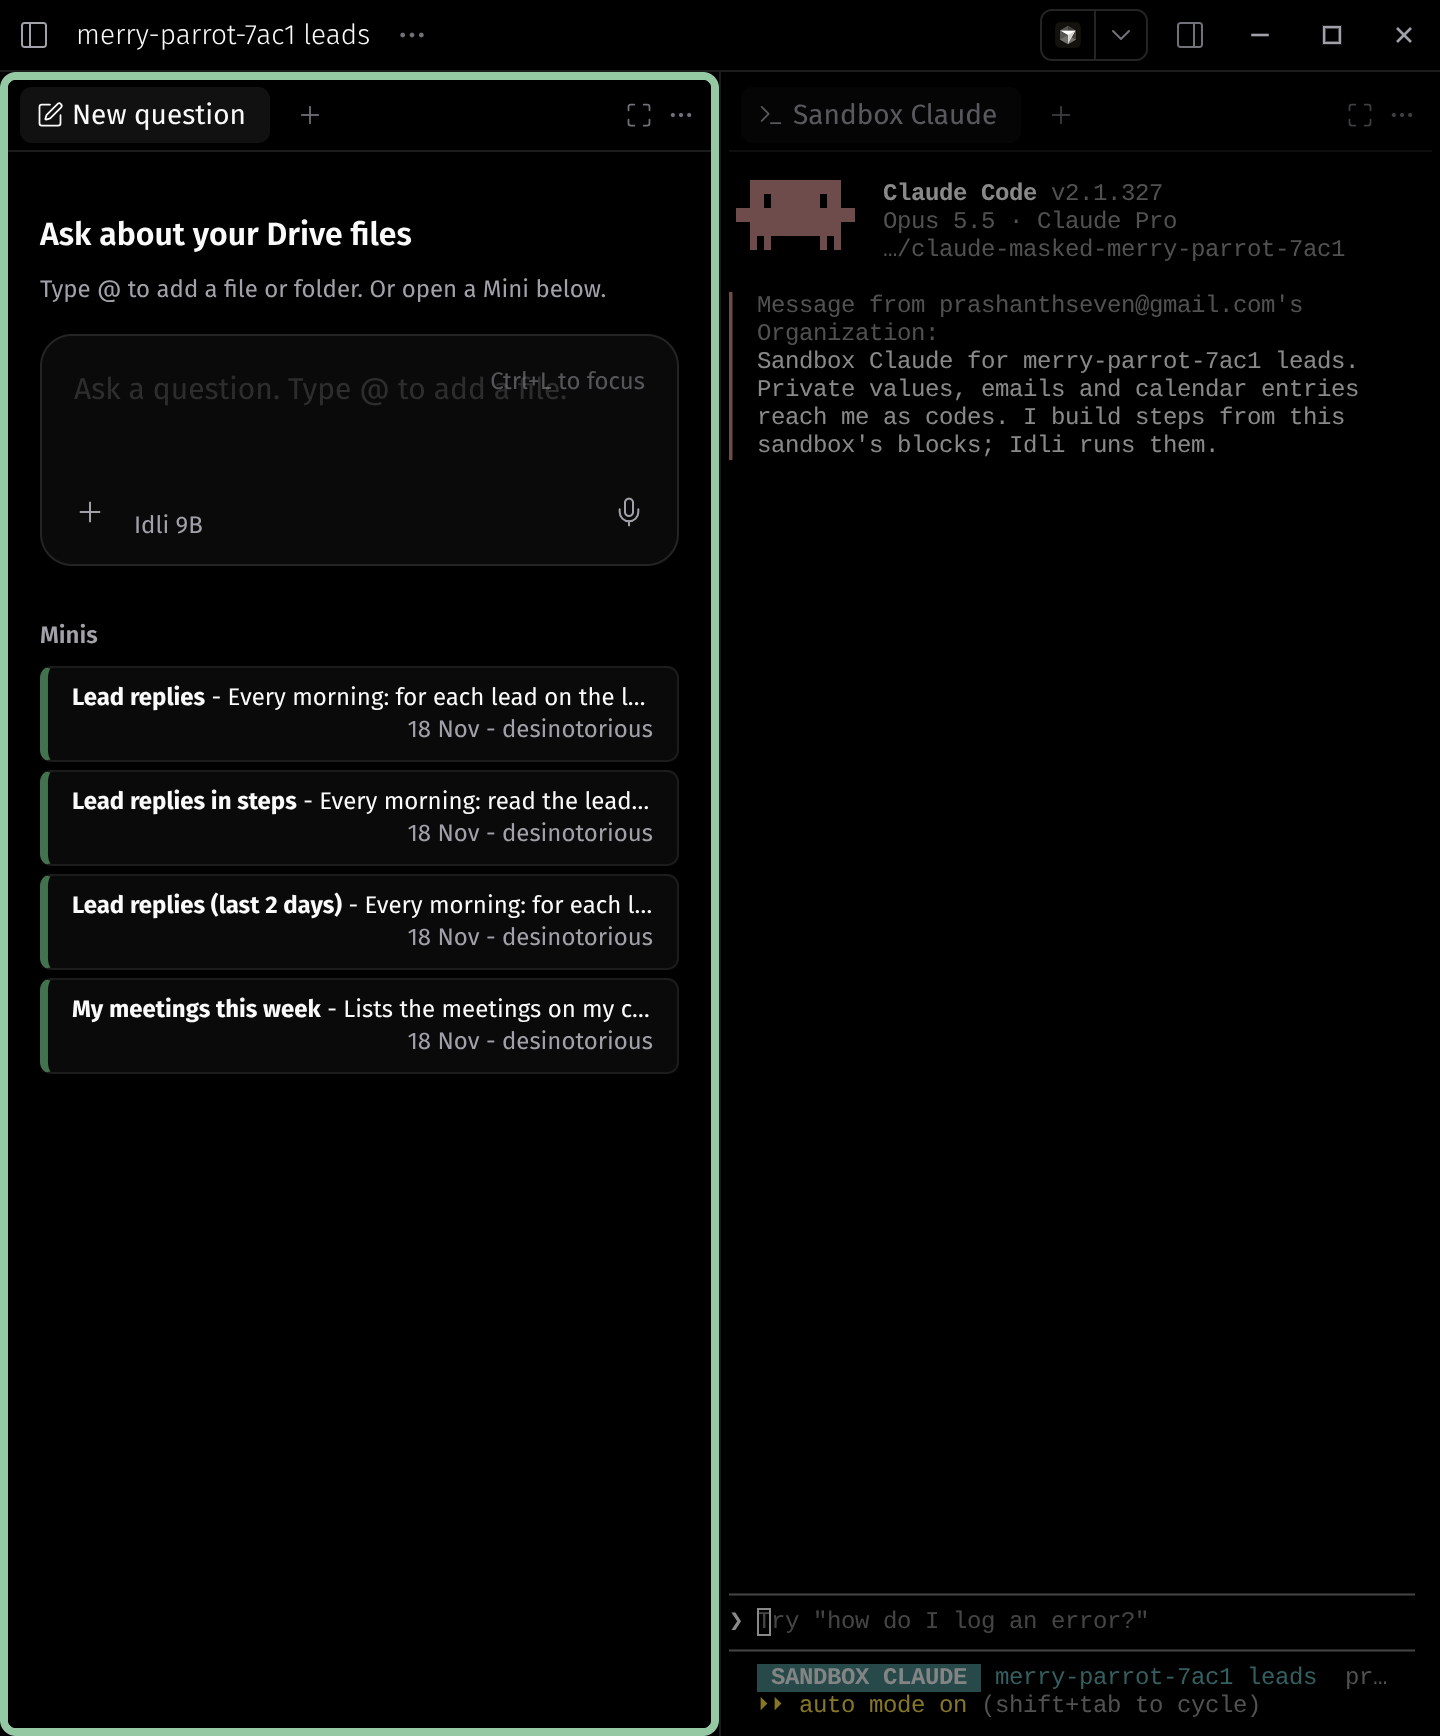 merry-parrot-7ac1 leads
New question
Ask about your Drive files
Type @ to add a file or folder. Or open a Mini below.
Ask a question. Type @ to add a file.
Ctrl+L to focus
Idli 9B
Minis
Lead replies - Every morning: for each lead on the l...
18 Nov - desinotorious
Lead replies in steps - Every morning: read the lead...
18 Nov - desinotorious
Lead replies (last 2 days) - Every morning: for each l...
18 Nov - desinotorious
My meetings this week - Lists the meetings on my c...
18 Nov - desinotorious
Sandbox Claude
Claude Code v2.1.327
Opus 5.5 · Claude Pro
…/claude-masked-merry-parrot-7ac1
Message from prashanthseven@gmail.com's
Organization:
Sandbox Claude for merry-parrot-7ac1 leads.
Private values, emails and calendar entries
reach me as codes. I build steps from this
sandbox's blocks; Idli runs them.
❯ Try "how do I log an error?"
SANDBOX CLAUDE merry-parrot-7ac1 leads pr…
⏵⏵ auto mode on (shift+tab to cycle)